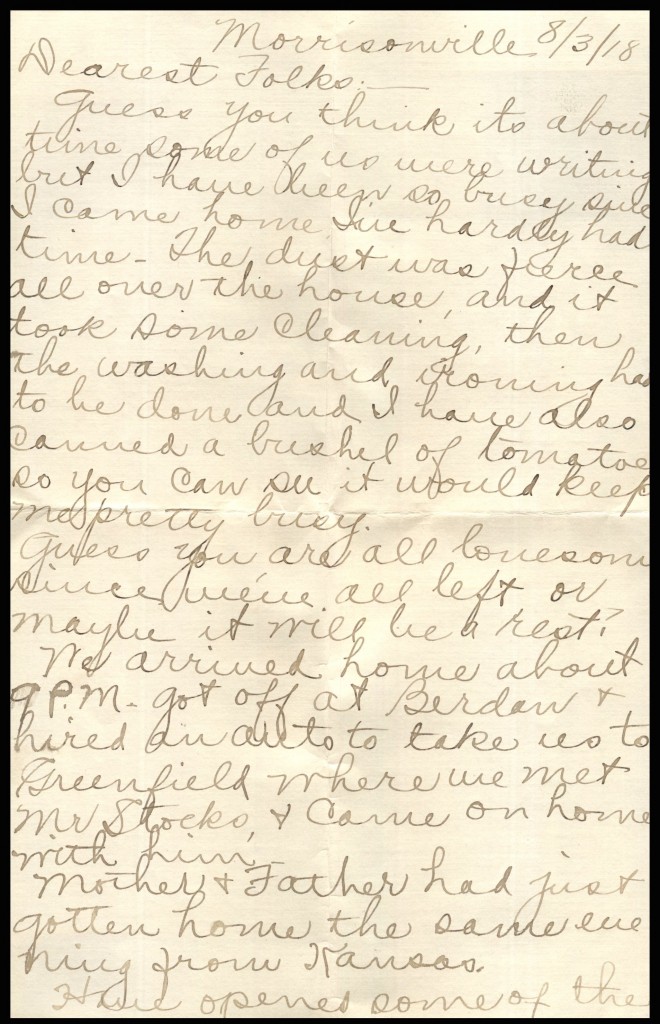 Morrisonville 8/3/18
Dearest Folks:—
Guess you think its about
time some of us were writing
but I have been so busy since
I came home I've hardly had
time - The dust was fierce
all over the house, and it
took some cleaning, then
the washing and ironing had
to be done and I have also
canned a bushel of tomatoes
so you can see it would keep
me pretty busy.
Guess you are all lonesome
since we've all left or
maybe it will be a rest?
We arrived home about
9 P.M. got off at Berdan &
hired an auto to take us to
Greenfield where we met
Mr Stocks, & came on home
with him.
Mother & Father had just
gotten home the same eve
ning from Kansas.
Have opened some of the